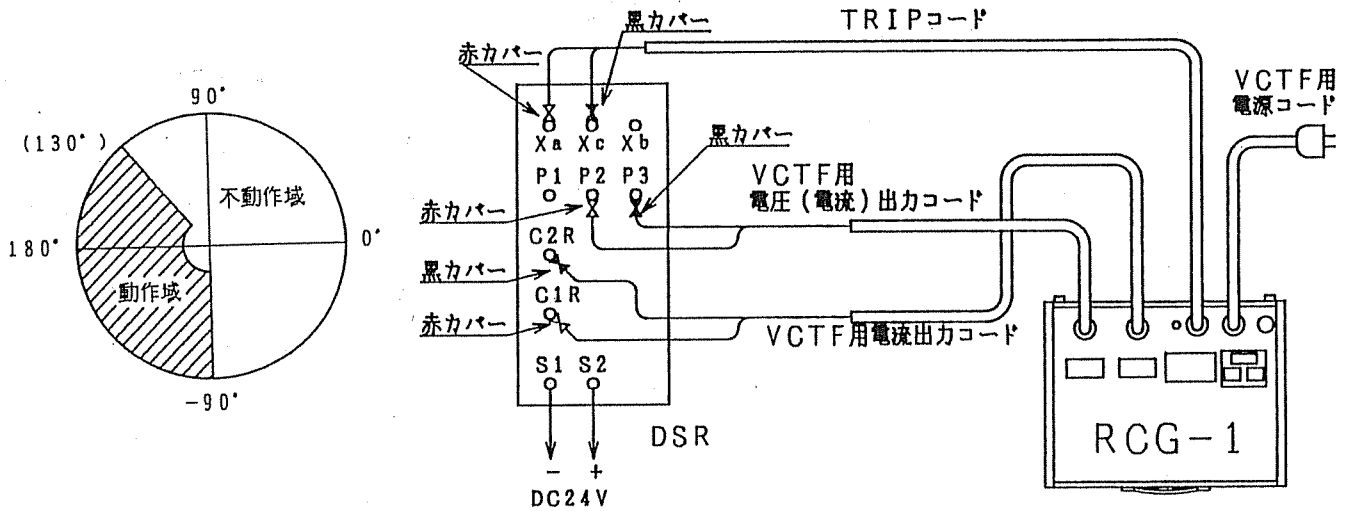 90°
(130°)
不動作域
0°
180°
動作域
-90°
TRIPコード
黒カバー
赤カバー
VCTF用
電源コード
Xa Xc Xb
黒カバー
P1 P2 P3
VCTF用
電圧(電流)出力コード
赤カバー
C2R
黒カバー
C1R
赤カバー
VCTF用電流出力コード
S1 S2
DSR
RCG-1
- +
DC24V